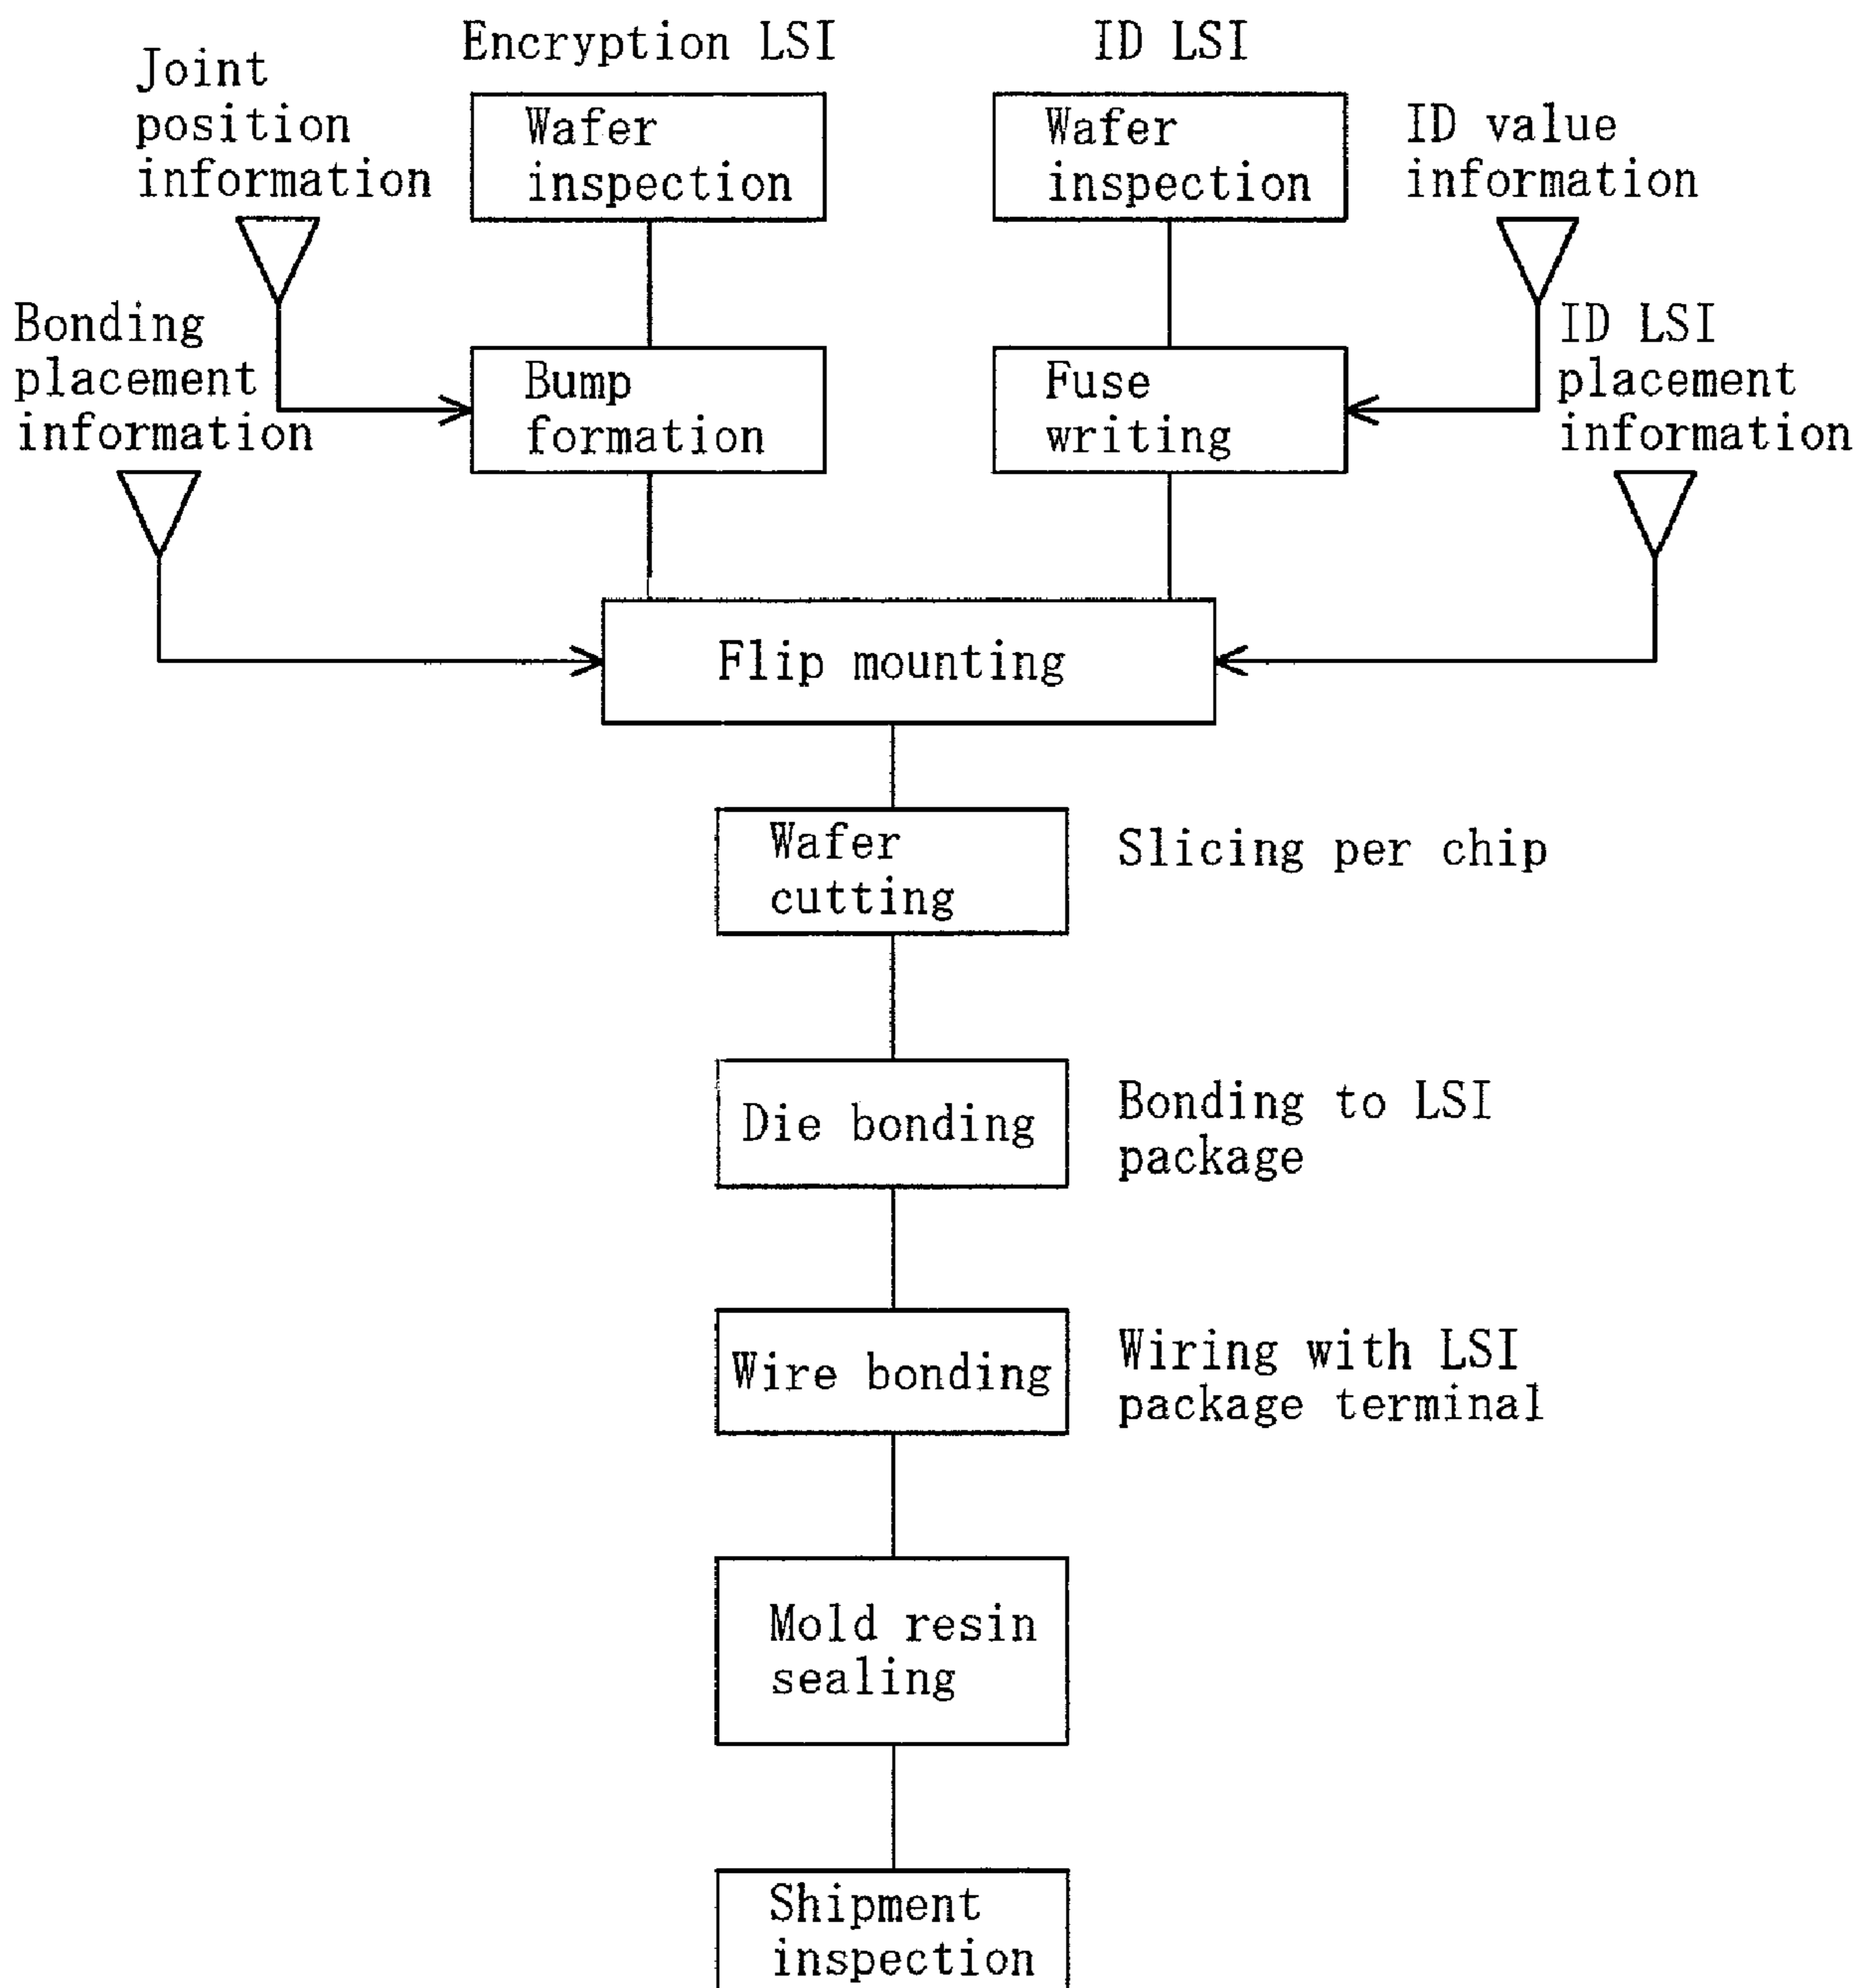 Encryption LSI
ID LSI
Joint
position
information
Wafer
inspection
Wafer
inspection
ID value
information
Bonding
placement
information
Bump
formation
Fuse
writing
ID LSI
placement
information
Flip mounting
Wafer
cutting
Slicing per chip
Die bonding
Bonding to LSI
package
Wire bonding
Wiring with LSI
package terminal
Mold resin
sealing
Shipment
inspection